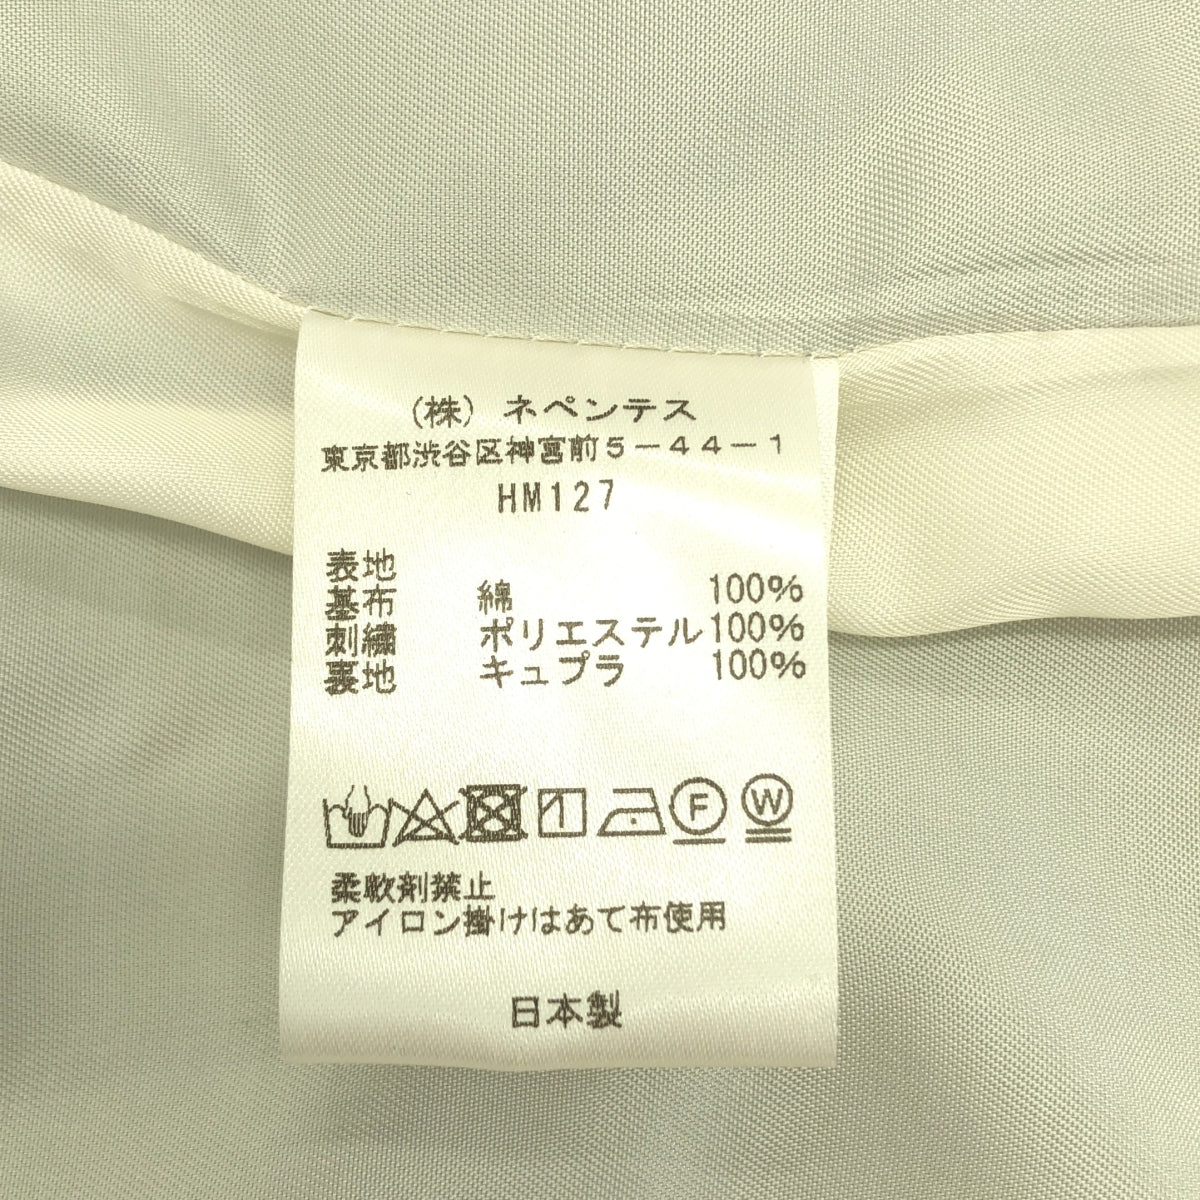 (株) ネペンテス
東京都渋谷区神宮前5-44-1
HM127
表地
基布 綿 100%
刺繍 ポリエステル100%
裏地 キュプラ 100%
1 F W
柔軟剤禁止
アイロン掛けはあて布使用
日本製